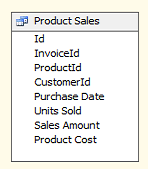 Product Sales
Id
InvoiceId
ProductId
CustomerId
Purchase Date
Units Sold
Sales Amount
Product Cost